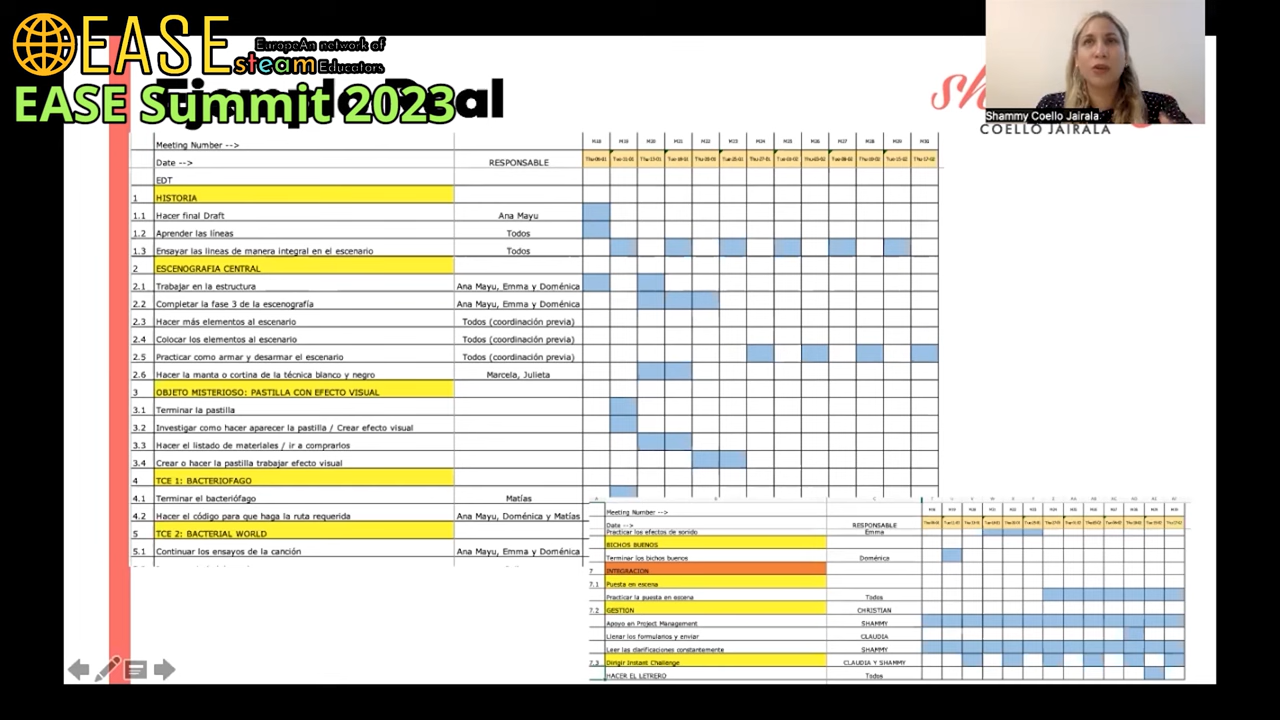 EASE
EuropeAn network of
steam Educators
EASE Summit 2023
Shammy Coello Jairala
COELLO JAIRALA
Meeting Number -->
Date --> RESPONSABLE
EDT
1 HISTORIA
1.1 Hacer final Draft Ana Mayu
1.2 Aprender las líneas Todos
1.3 Ensayar las lineas de manera integral en el escenario Todos
2 ESCENOGRAFIA CENTRAL
2.1 Trabajar en la estructura Ana Mayu, Emma y Doménica
2.2 Completar la fase 3 de la escenografía Ana Mayu, Emma y Doménica
2.3 Hacer más elementos al escenario Todos (coordinación previa)
2.4 Colocar los elementos al escenario Todos (coordinación previa)
2.5 Practicar como armar y desarmar el escenario Todos (coordinación previa)
2.6 Hacer la manta o cortina de la técnica blanco y negro Marcela, Julieta
3 OBJETO MISTERIOSO: PASTILLA CON EFECTO VISUAL
3.1 Terminar la pastilla
3.2 Investigar como hacer aparecer la pastilla / Crear efecto visual
3.3 Hacer el listado de materiales / ir a comprarlos
3.4 Crear o hacer la pastilla trabajar efecto visual
4 TCE 1: BACTERIOFAGO
4.1 Terminar el bacteriófago Matías
4.2 Hacer el código para que haga la ruta requerida Ana Mayu, Doménica y Matías
5 TCE 2: BACTERIAL WORLD
5.1 Continuar los ensayos de la canción Ana Mayu, Emma y Doménica
Meeting Number -->
Date --> RESPONSABLE
Practicar los efectos de sonido Emma
BICHOS BUENOS
Terminar los bichos buenos Doménica
7 INTEGRACION
7.1 Puesta en escena
Practicar la puesta en escena Todos
7.2 GESTION CHRISTIAN
Apoyo en Project Management SHAMMY
Llenar los formularios y enviar CLAUDIA
Leer las clarificaciones constantemente SHAMMY
7.3 Dirigir Instant Challenge CLAUDIA Y SHAMMY
HACER EL LETRERO Todos